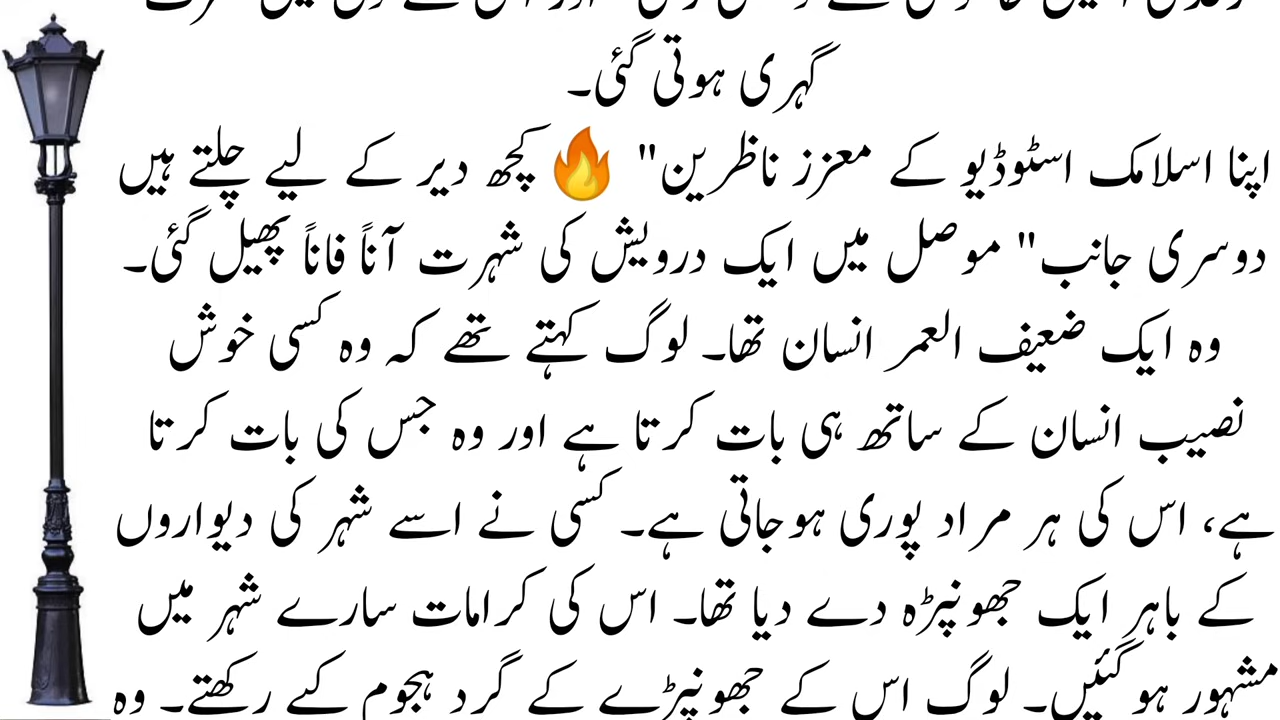 گہری ہوتی گئی۔
اپنا اسلامک اسٹوڈیو کے معزز ناظرین" 🔥 کچھ دیر کے لیے چلتے ہیں
دوسری جانب" موصل میں ایک درویش کی شہرت آناً فاناً پھیل گئی۔
وہ ایک ضعیف العمر انسان تھا۔ لوگ کہتے تھے کہ وہ کسی خوش
نصیب انسان کے ساتھ ہی بات کرتا ہے اور وہ جس کی بات کرتا
ہے، اس کی ہر مراد پوری ہوجاتی ہے۔ کسی نے اسے شہر کی دیواروں
کے باہر ایک جھونپڑہ دے دیا تھا۔ اس کی کرامات سارے شہر میں
مشہور ہوگئیں۔ لوگ اس کے جھونپڑے کے گرد ہجوم کیے رکھتے۔ وہ